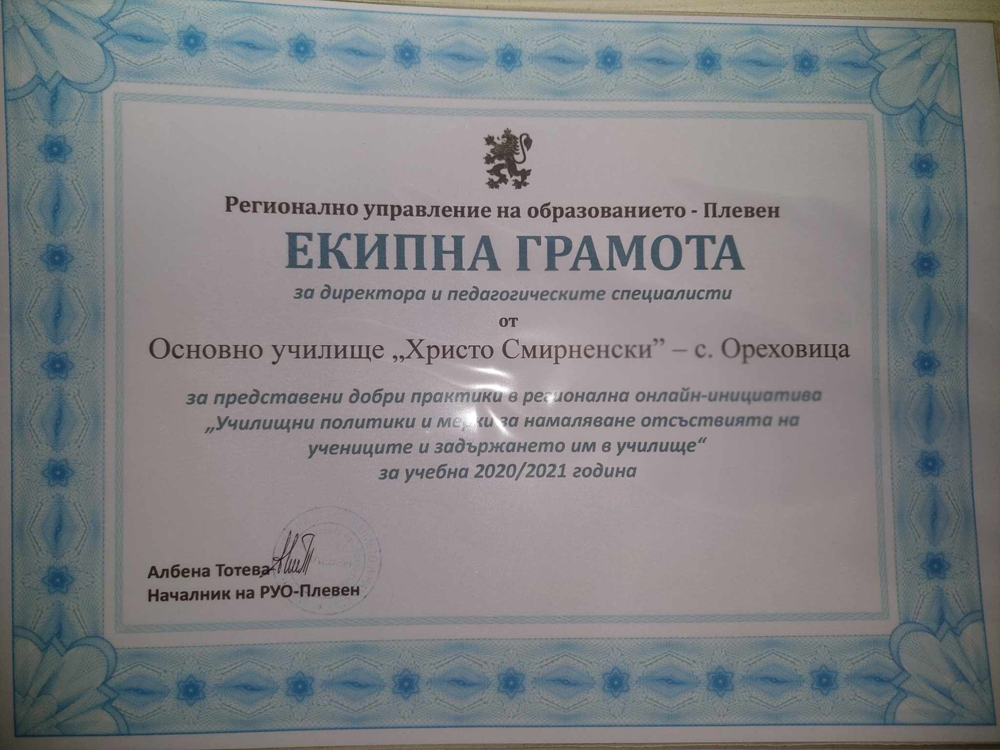 Регионално управление на образованието - Плевен
ЕКИПНА ГРАМОТА
за директора и педагогическите специалисти
от
Основно училище „Христо Смирненски” – с. Ореховица
за представени добри практики в регионална онлайн-инициатива
„Училищни политики и мерки за намаляване отсъствията на
учениците и задържането им в училище“
за учебна 2020/2021 година
Албена Тотева
Началник на РУО-Плевен